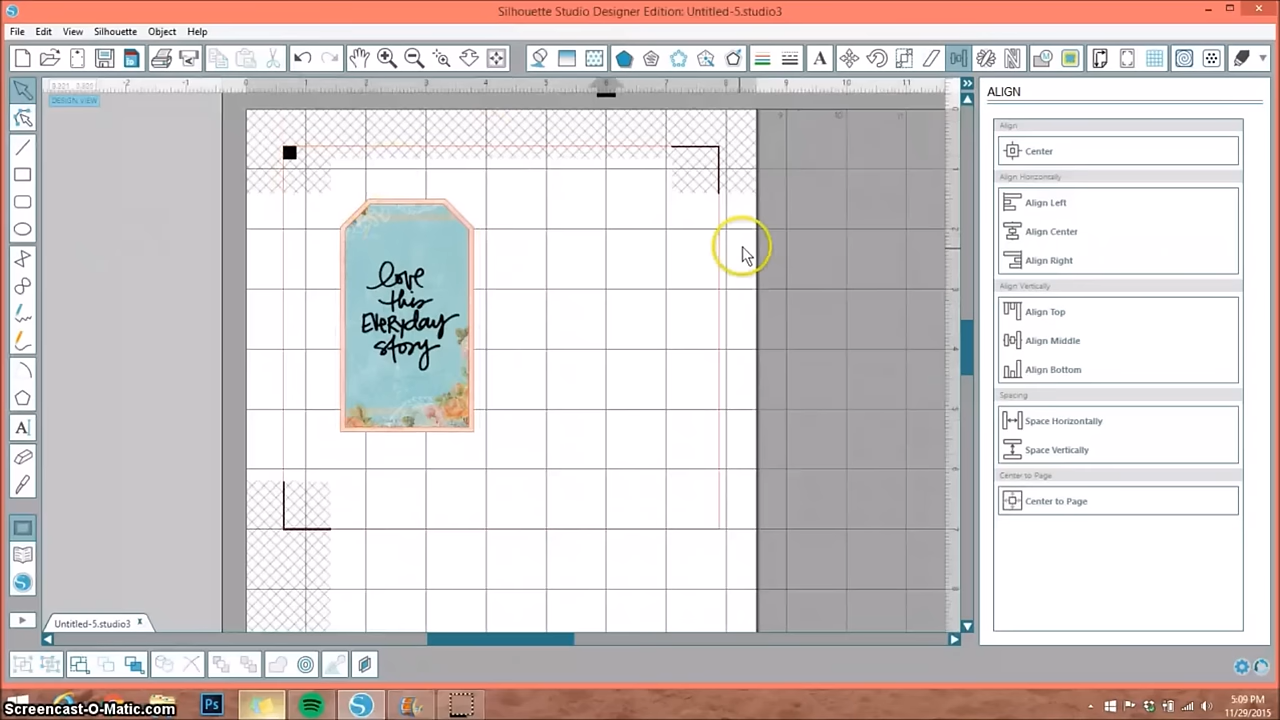 Silhouette Studio Designer Edition: Untitled-5.studio3
File Edit View Silhouette Object Help
DESIGN VIEW
ALIGN
Align
Center
Align Horizontally
Align Left
Align Center
Align Right
Align Vertically
Align Top
Align Middle
Align Bottom
Spacing
Space Horizontally
Space Vertically
Center to Page
Center to Page
love
this
EVERyday
story
Untitled-5.studio3 x
Screencast-O-Matic.com
Ps
5:09 PM
11/29/2015